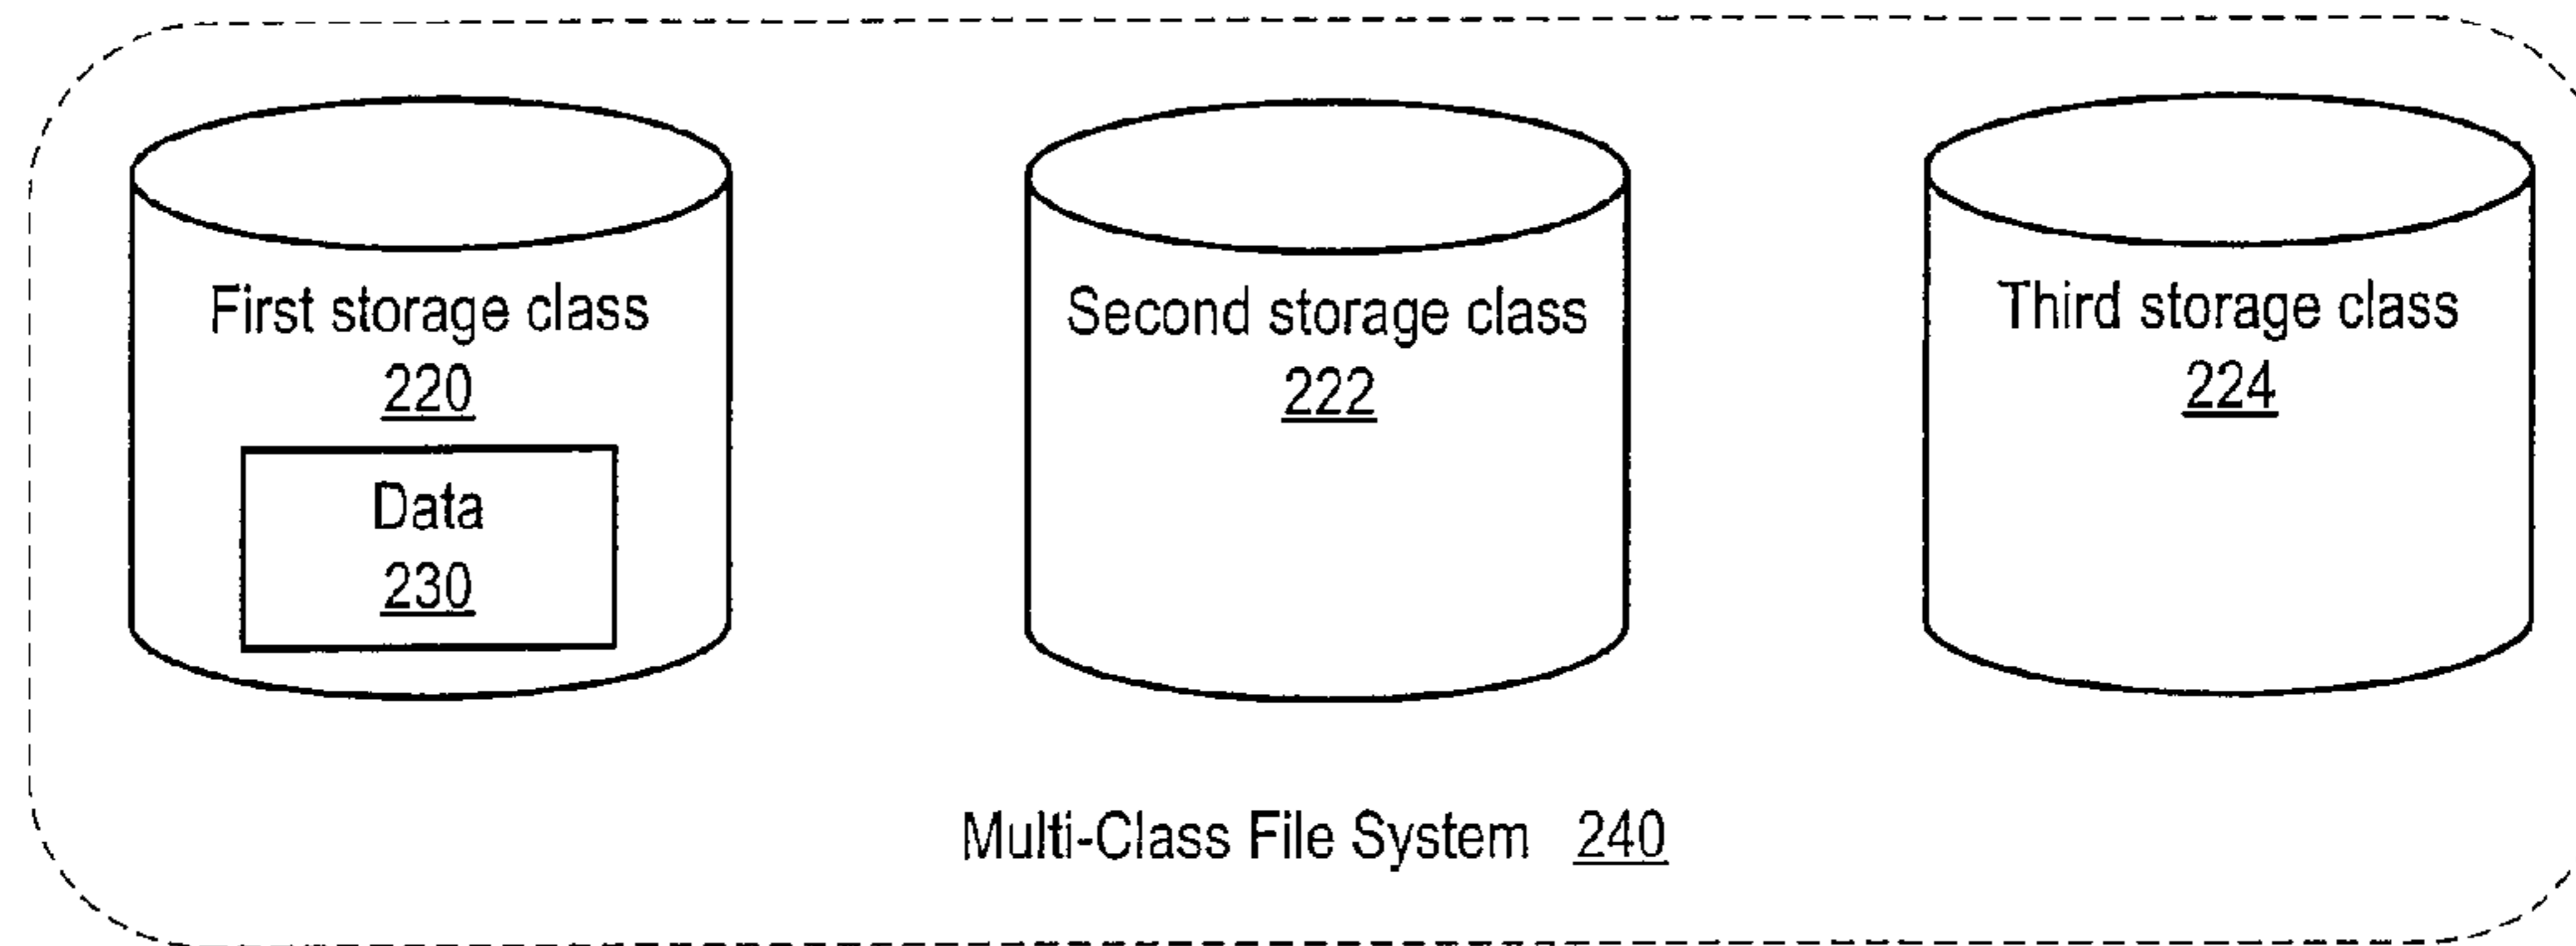 First storage class
220
Data
230
Second storage class
222
Third storage class
224
Multi-Class File System 240